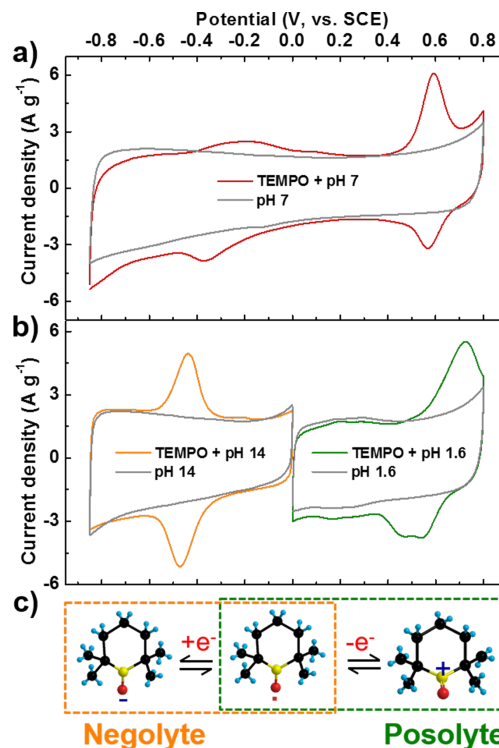 Potential (V, vs. SCE)
-0.8 -0.6 -0.4 -0.2 0.0 0.2 0.4 0.6 0.8
a)
Current density (A g⁻¹)
6
3
0
-3
-6
TEMPO + pH 7
pH 7
b)
Current density (A g⁻¹)
6
3
0
-3
-6
TEMPO + pH 14
pH 14
TEMPO + pH 1.6
pH 1.6
c)
+e⁻
-e⁻
-
·
+
Negolyte
Posolyte